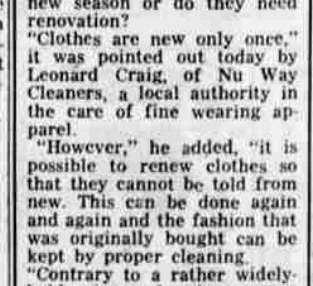 new season or do they need
renovation?
"Clothes are new only once,"
it was pointed out today by
Leonard Craig, of Nu Way
Cleaners, a local authority in
the care of fine wearing ap-
parel.
"However," he added, "it is
possible to renew clothes so
that they cannot be told from
new. This can be done again
and again and the fashion that
was originally bought can be
kept by proper cleaning.
"Contrary to a rather widely-